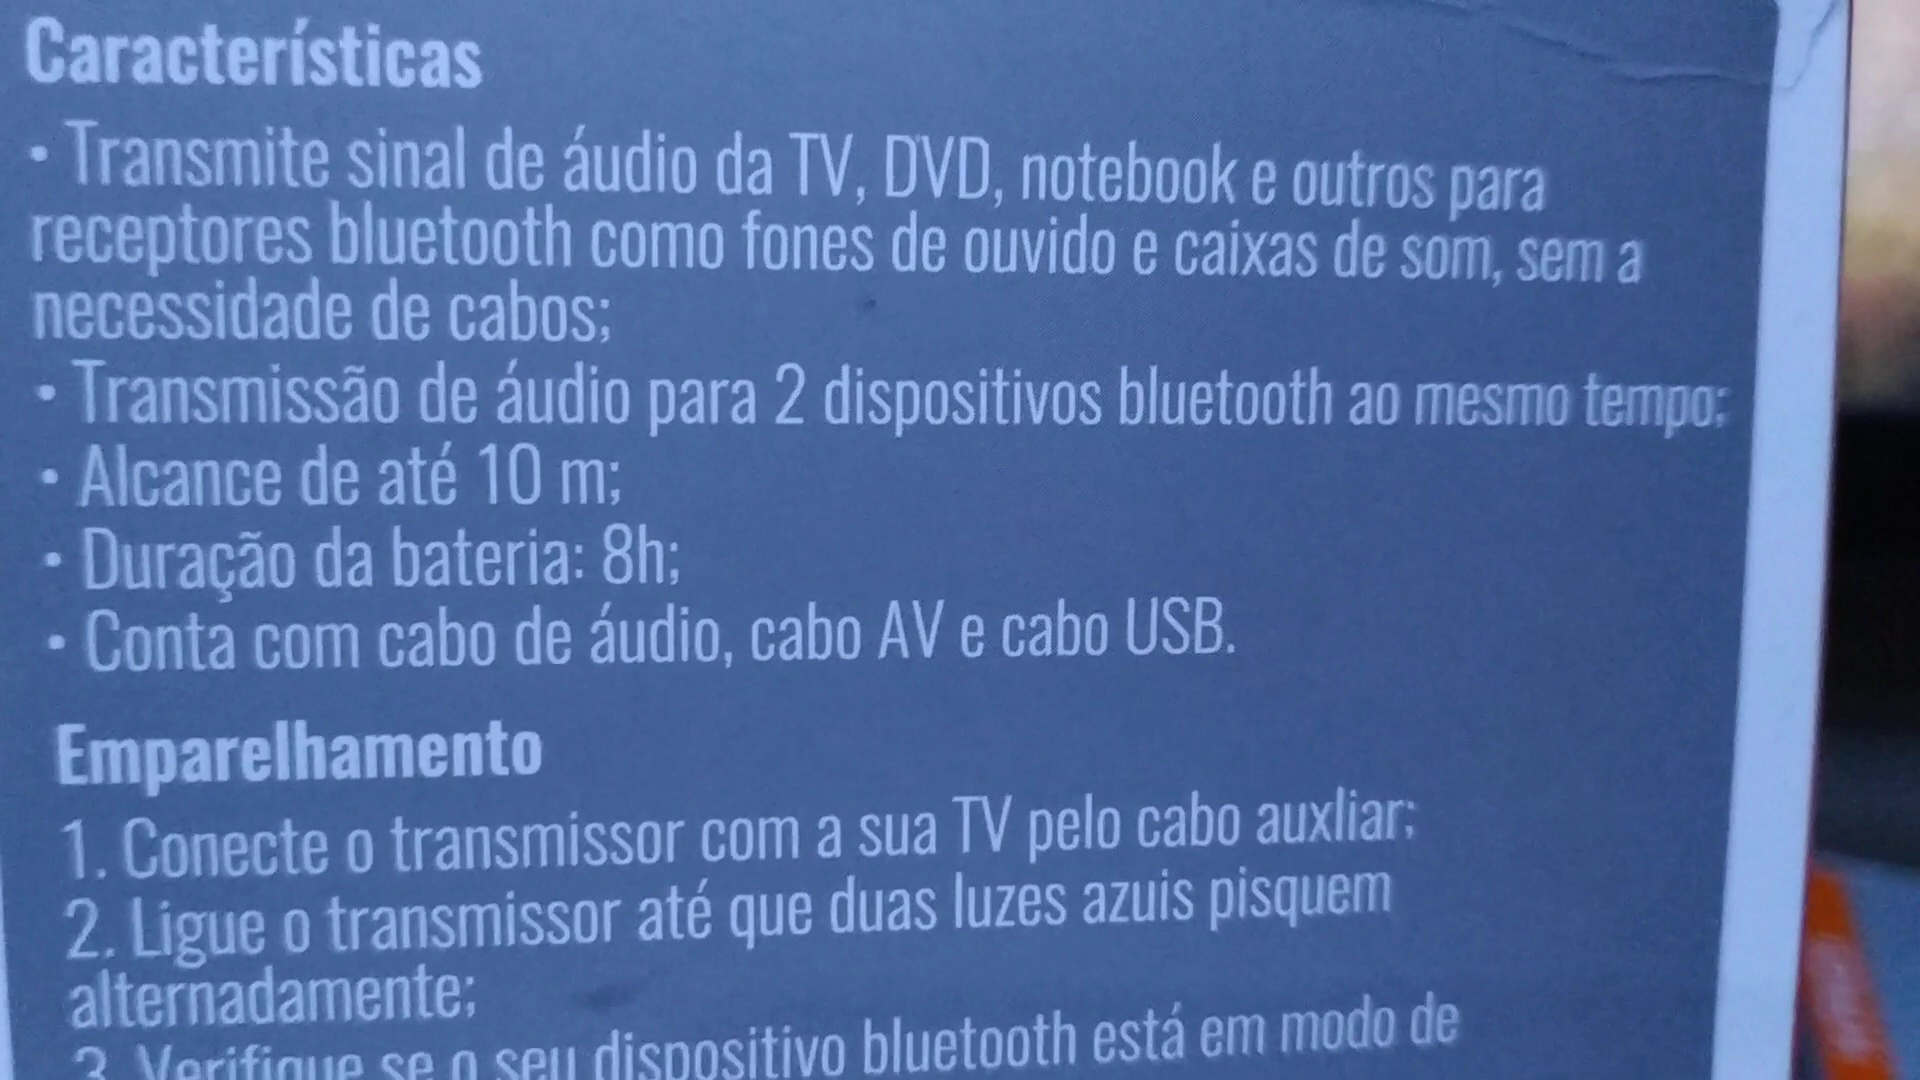 Características
• Transmite sinal de áudio da TV, DVD, notebook e outros para
receptores bluetooth como fones de ouvido e caixas de som, sem a
necessidade de cabos;
• Transmissão de áudio para 2 dispositivos bluetooth ao mesmo tempo;
• Alcance de até 10 m;
• Duração da bateria: 8h;
• Conta com cabo de áudio, cabo AV e cabo USB.
Emparelhamento
1. Conecte o transmissor com a sua TV pelo cabo auxliar;
2. Ligue o transmissor até que duas luzes azuis pisquem
alternadamente;
3. Verifique se o seu dispositivo bluetooth está em modo de